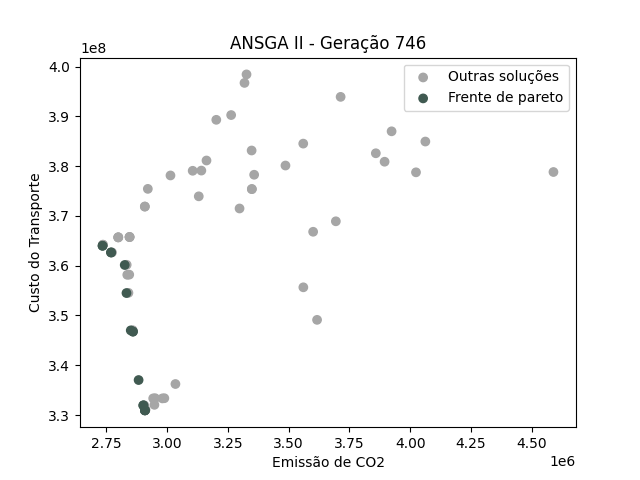 ANSGA II - Geração 746
1e8
4.0
3.9
3.8
3.7
3.6
3.5
3.4
3.3
Custo do Transporte
Outras soluções
Frente de pareto
2.75 3.00 3.25 3.50 3.75 4.00 4.25 4.50
Emissão de CO2
1e6